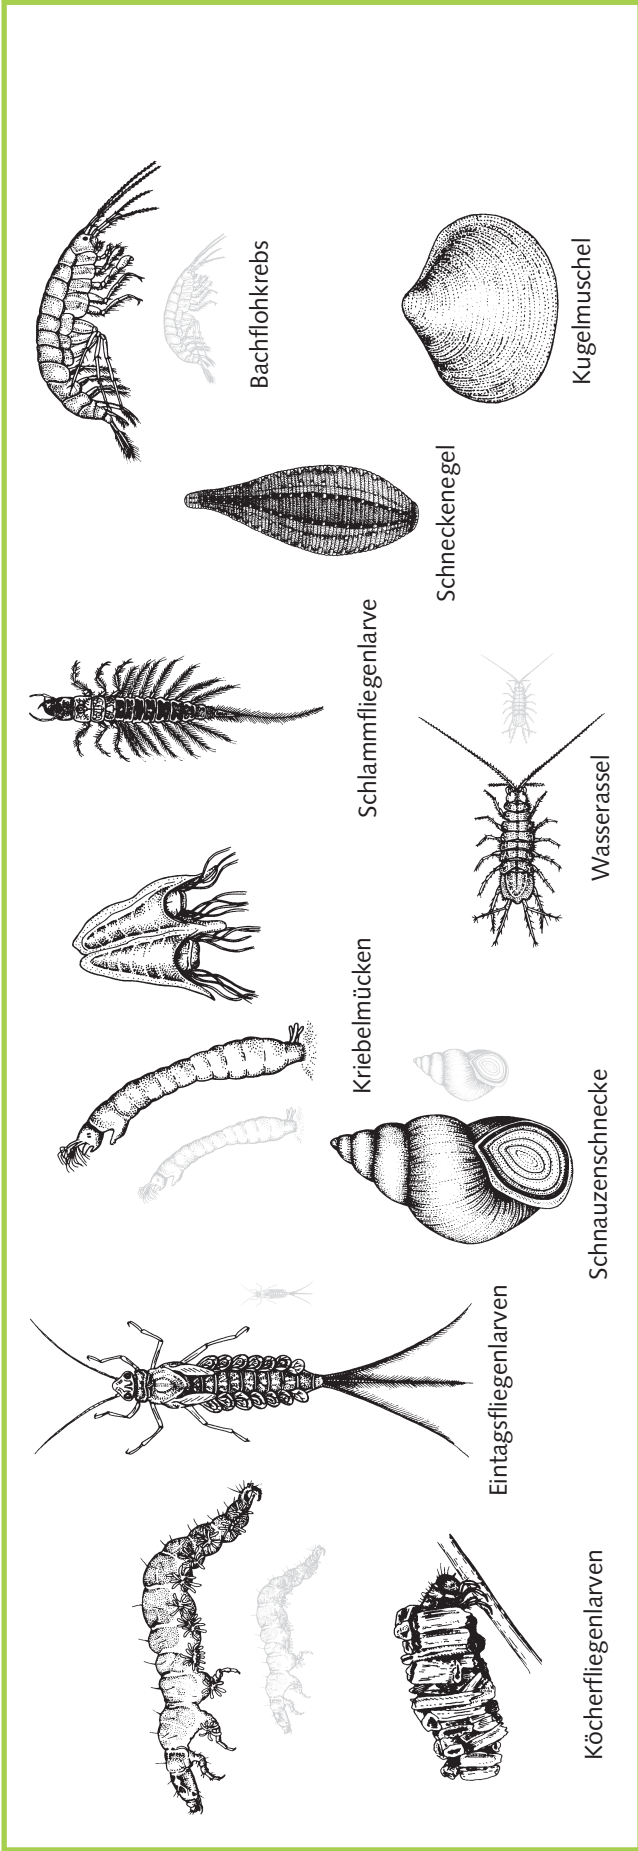 Köcherfliegenlarven
Eintagsfliegenlarven
Schnauzenschnecke
Kriebelmücken
Wasserassel
Schlammfliegenlarve
Schneckenegel
Bachflohkrebs
Kugelmuschel